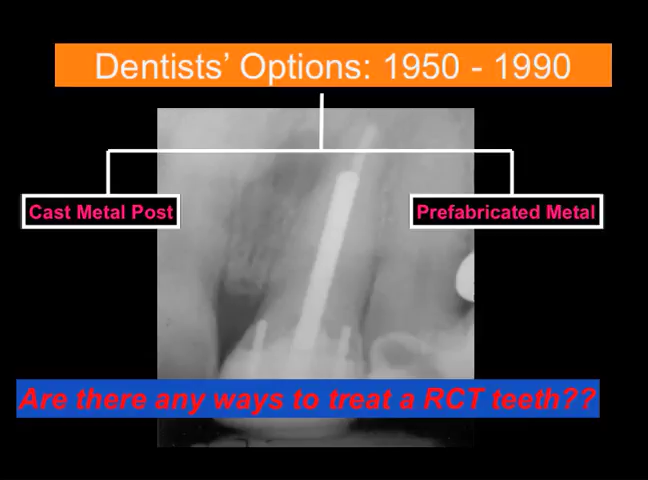 Dentists’ Options: 1950 - 1990
Cast Metal Post
Prefabricated Metal
Are there any ways to treat a RCT teeth??